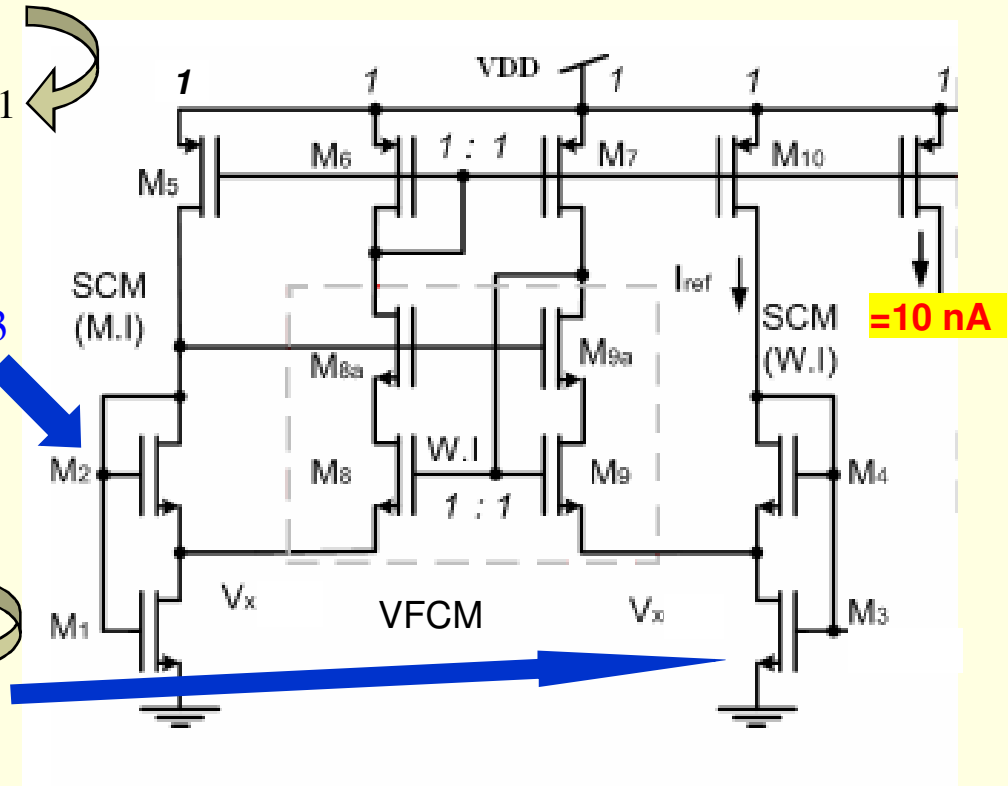 1 1 VDD 1 1 1
1
M6 1 : 1 M7 M10
M5
SCM
(M.I)
Iref
SCM
(W.I)
=10 nA
3
M8a M9a
M2 M8 W.I M9 M4
1 : 1
Vx VFCM Vx
M1 M3